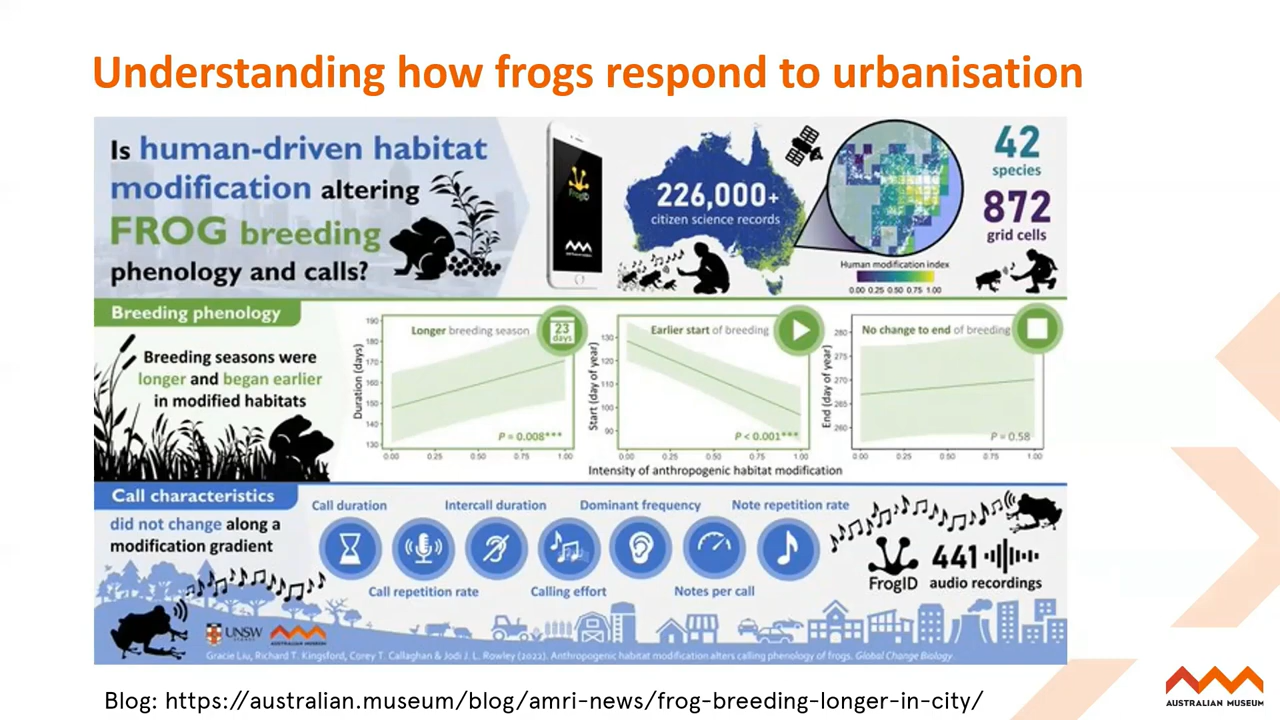 Understanding how frogs respond to urbanisation
Is human-driven habitat
modification altering
FROG breeding
phenology and calls?
FrogID
226,000+
citizen science records
Human modification index
0.00 0.25 0.50 0.75 1.00
42
species
872
grid cells
Breeding phenology
Breeding seasons were
longer and began earlier
in modified habitats
Longer breeding season
23
days
Duration (days)
190
180
170
160
150
140
130
P = 0.008***
0.00 0.25 0.50 0.75 1.00
Earlier start of breeding
Start (day of year)
130
120
110
100
90
P < 0.001***
0.00 0.25 0.50 0.75 1.00
No change to end of breeding
End (day of year)
280
275
270
265
260
P = 0.58
0.00 0.25 0.50 0.75 1.00
Intensity of anthropogenic habitat modification
Call characteristics
did not change along a
modification gradient
Call duration
Intercall duration
Dominant frequency
Note repetition rate
Call repetition rate
Calling effort
Notes per call
FrogID
441
audio recordings
UNSW
AUSTRALIAN MUSEUM
Gracie Liu, Richard T. Kingsford, Corey T. Callaghan & Jodi J. L. Rowley (2022). Anthropogenic habitat modification alters calling phenology of frogs. Global Change Biology.
Blog: https://australian.museum/blog/amri-news/frog-breeding-longer-in-city/
AUSTRALIAN MUSEUM